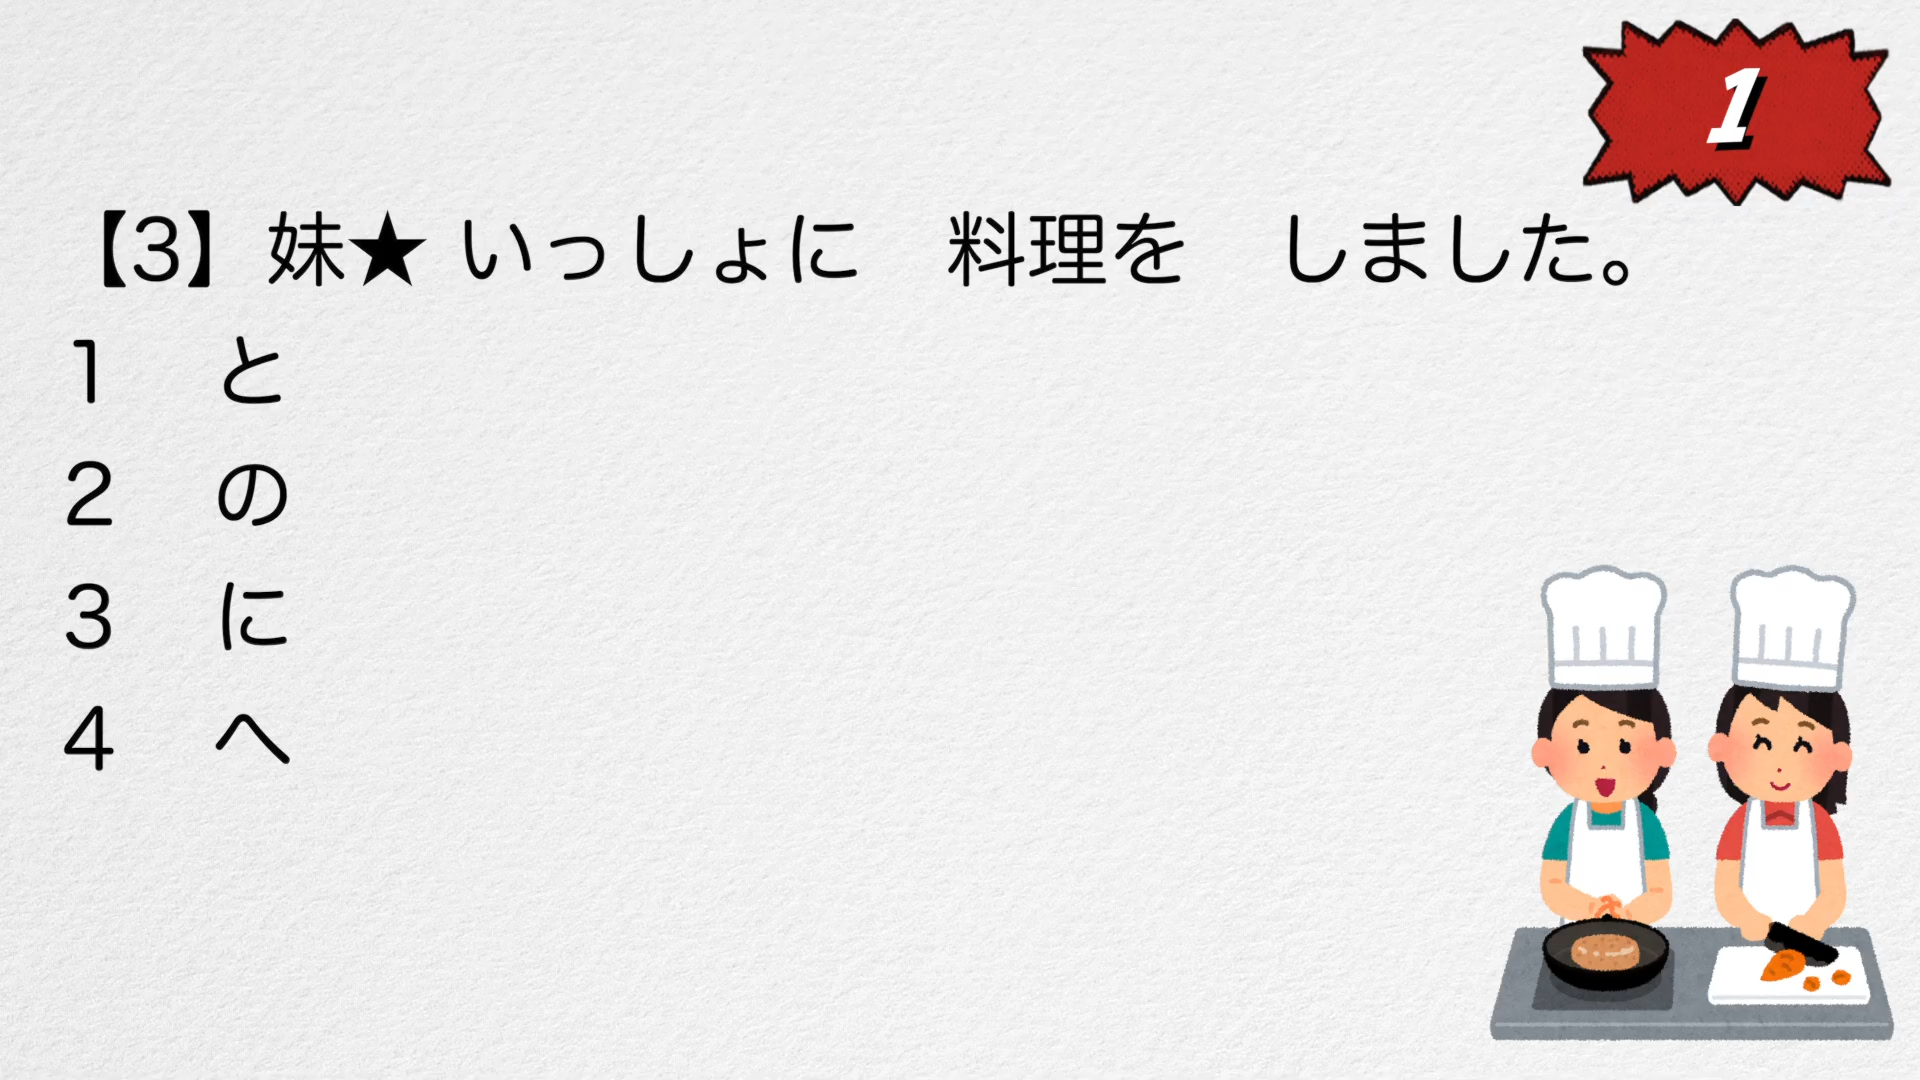 1
【3】妹★ いっしょに　料理を　しました。
1　と
2　の
3　に
4　へ